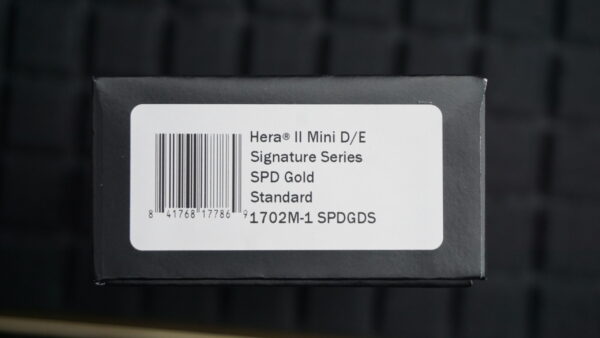 Hera® II Mini D/E
Signature Series
SPD Gold
Standard
1702M-1 SPDGDS
8 41768 17786 9